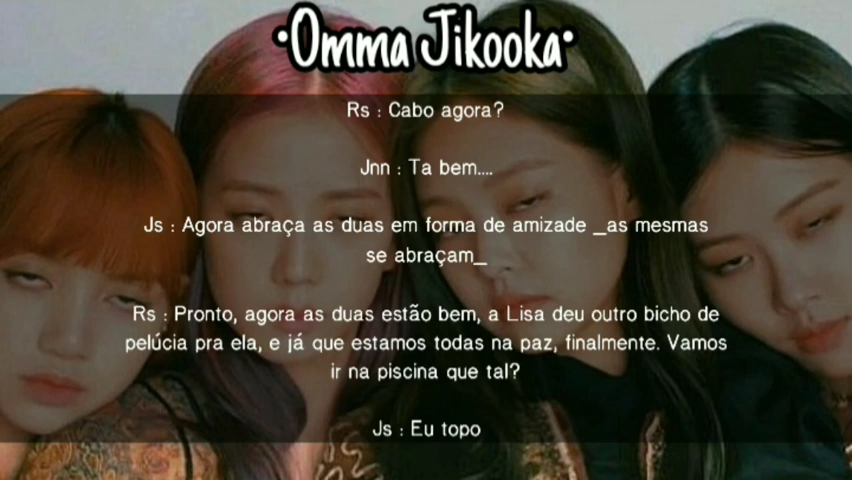 •Omma Jikooka•
Rs : Cabo agora?
Jnn : Ta bem....
Js : Agora abraça as duas em forma de amizade _as mesmas
se abraçam_
Rs : Pronto, agora as duas estão bem, a Lisa deu outro bicho de
pelúcia pra ela, e já que estamos todas na paz, finalmente. Vamos
ir na piscina que tal?
Js : Eu topo